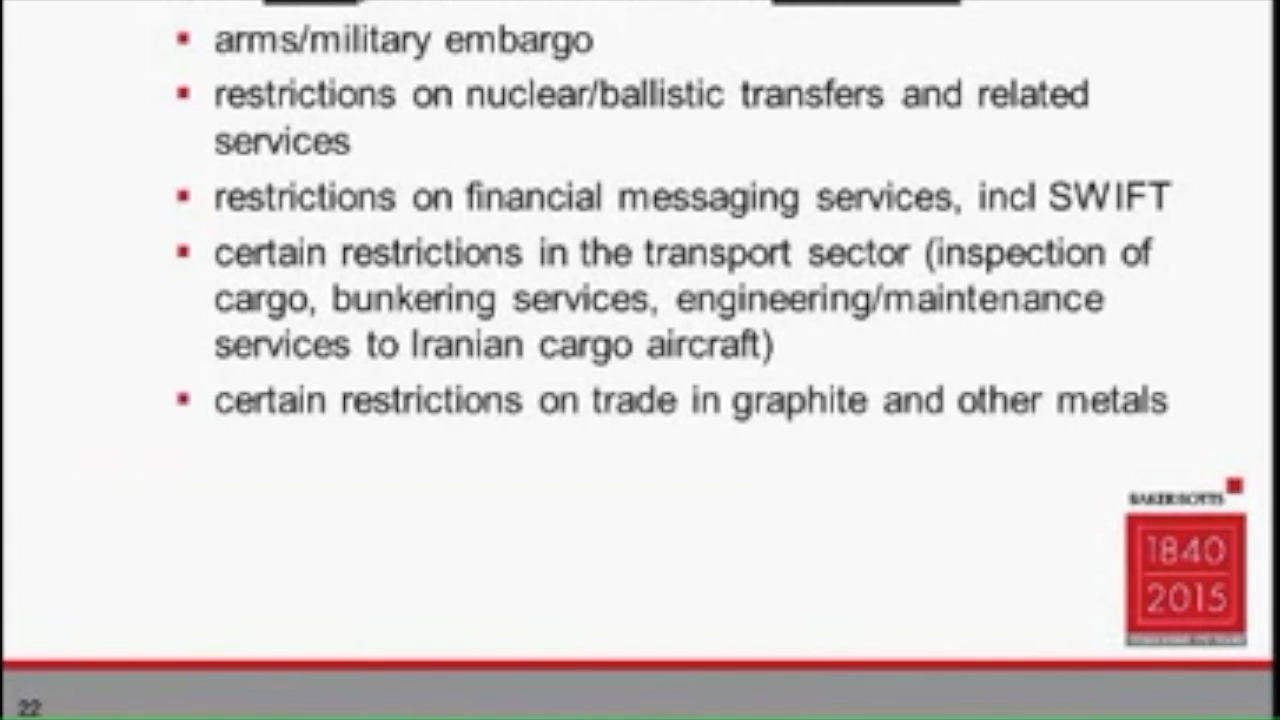 arms/military embargo
restrictions on nuclear/ballistic transfers and related
services
restrictions on financial messaging services, incl SWIFT
certain restrictions in the transport sector (inspection of
cargo, bunkering services, engineering/maintenance
services to Iranian cargo aircraft)
certain restrictions on trade in graphite and other metals
BAKER BOTTS
1840
2015
22